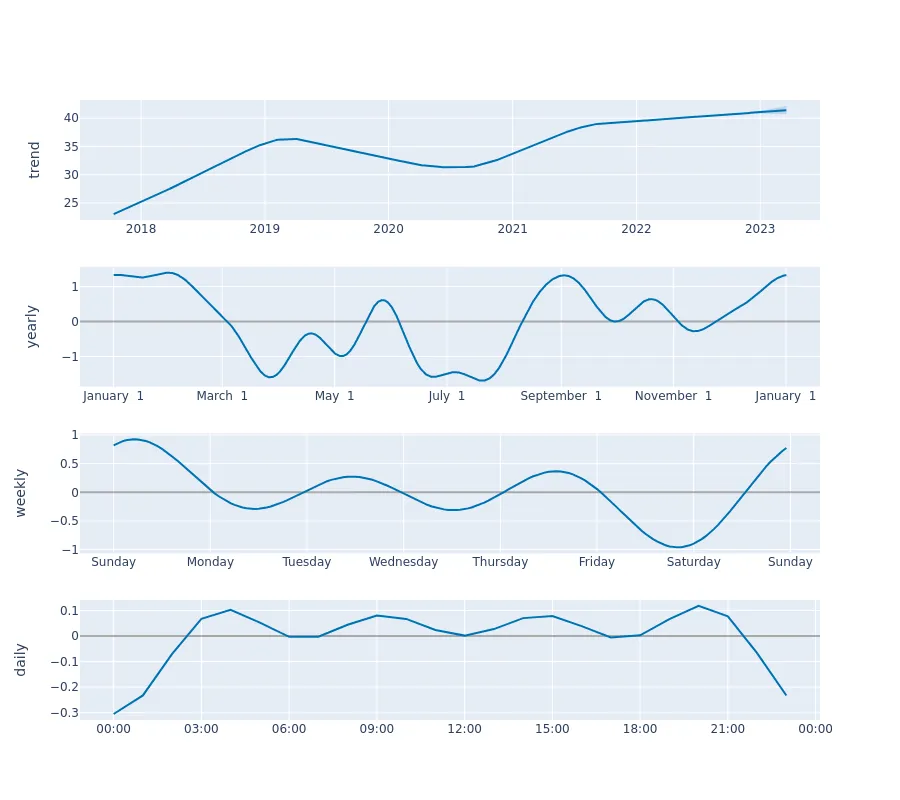 trend
40
35
30
25
2018 2019 2020 2021 2022 2023
yearly
1
0
−1
January 1 March 1 May 1 July 1 September 1 November 1 January 1
weekly
1
0.5
0
−0.5
−1
Sunday Monday Tuesday Wednesday Thursday Friday Saturday Sunday
daily
0.1
0
−0.1
−0.2
−0.3
00:00 03:00 06:00 09:00 12:00 15:00 18:00 21:00 00:00